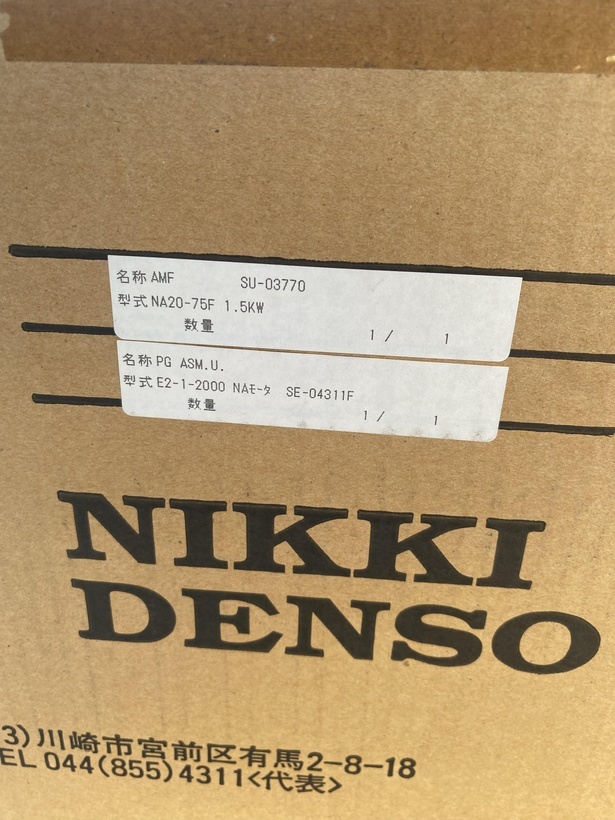 名称 AMF SU-03770
型式 NA20-75F 1.5KW
数量 1/ 1
名称 PG ASM.U.
型式 E2-1-2000 NAモータ SE-04311F
数量 1/ 1
NIKKI
DENSO
3)川崎市宮前区有馬2-8-18
EL 044(855)4311<代表>